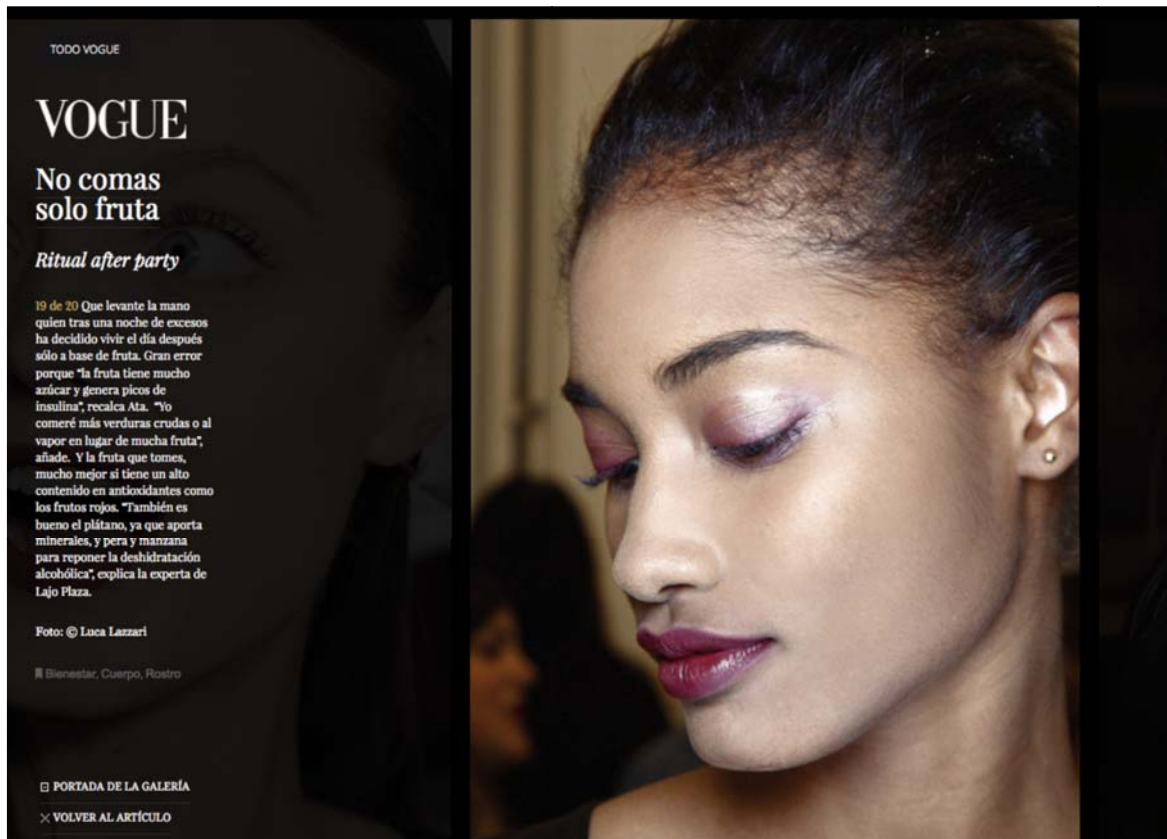 TODO VOGUE
VOGUE
No comas
solo fruta
Ritual after party
19 de 20 Que levante la mano
quien tras una noche de excesos
ha decidido vivir el día después
sólo a base de fruta. Gran error
porque "la fruta tiene mucho
azúcar y genera picos de
insulina", recalca Ata. "Yo
comeré más verduras crudas o al
vapor en lugar de mucha fruta",
añade. Y la fruta que tomes,
mucho mejor si tiene un alto
contenido en antioxidantes como
los frutos rojos. "También es
bueno el plátano, ya que aporta
minerales, y pera y manzana
para reponer la deshidratación
alcohólica", explica la experta de
Lajo Plaza.
Foto: © Luca Lazzari
Bienestar, Cuerpo, Rostro
PORTADA DE LA GALERÍA
VOLVER AL ARTÍCULO